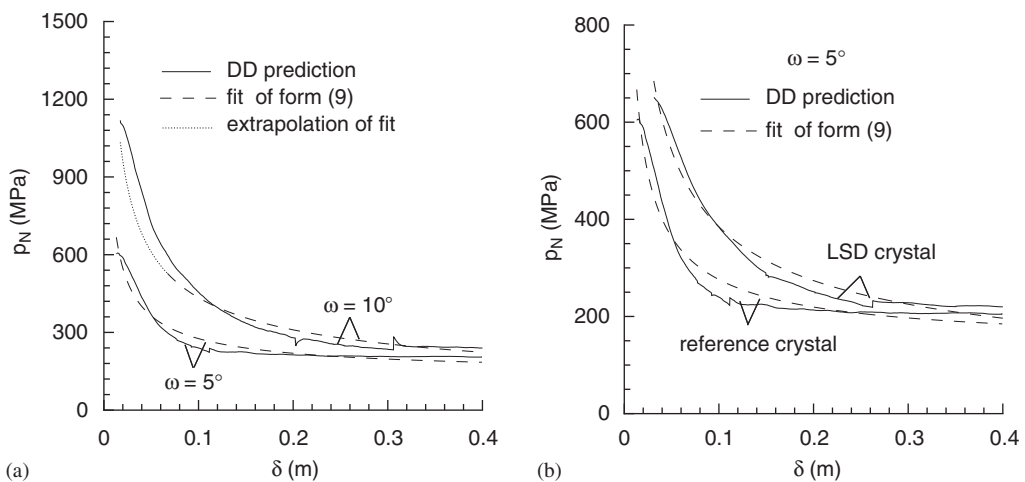 1500
1200
900
600
300
0
p_N (MPa)
DD prediction
fit of form (9)
extrapolation of fit
ω = 10°
ω = 5°
0
0.1
0.2
0.3
0.4
δ (m)
(a)
800
600
400
200
0
p_N (MPa)
ω = 5°
DD prediction
fit of form (9)
LSD crystal
reference crystal
0
0.1
0.2
0.3
0.4
δ (m)
(b)